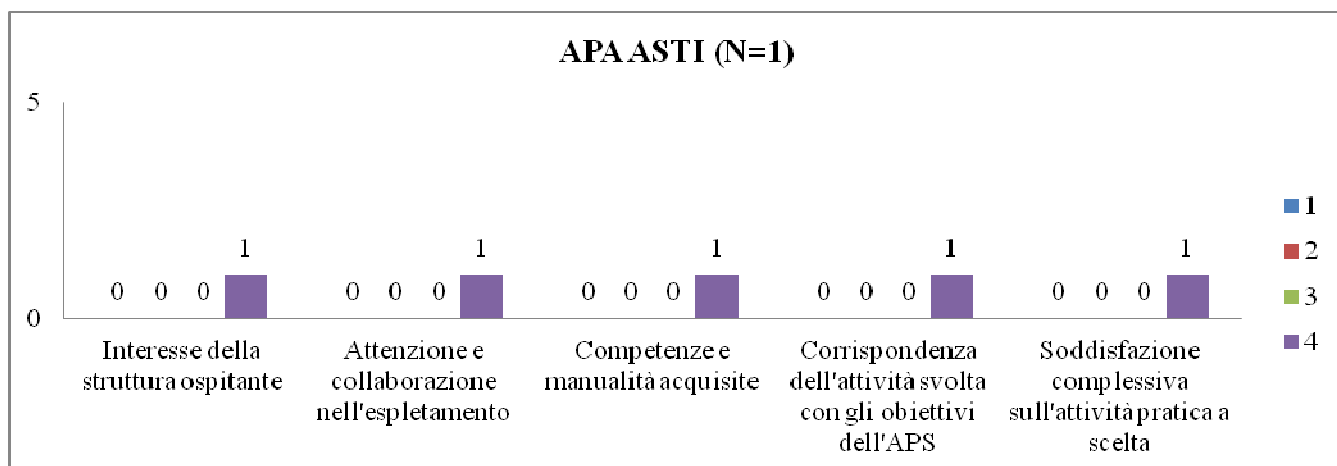 APA ASTI (N=1)
5
0
0 0 0 1
0 0 0 1
0 0 0 1
0 0 0 1
0 0 0 1
Interesse della
struttura ospitante
Attenzione e
collaborazione
nell'espletamento
Competenze e
manualità acquisite
Corrispondenza
dell'attività svolta
con gli obiettivi
dell'APS
Soddisfazione
complessiva
sull'attività pratica a
scelta
1
2
3
4